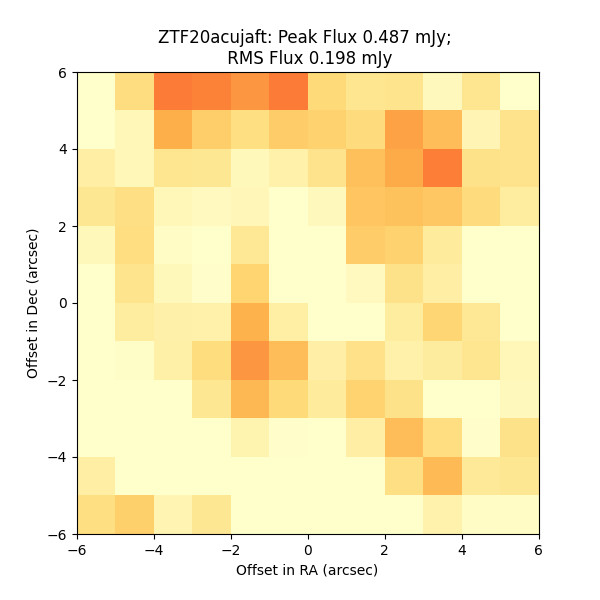 ZTF20acujaft: Peak Flux 0.487 mJy;
RMS Flux 0.198 mJy
6
4
2
0
−2
−4
−6
Offset in Dec (arcsec)
−6 −4 −2 0 2 4 6
Offset in RA (arcsec)